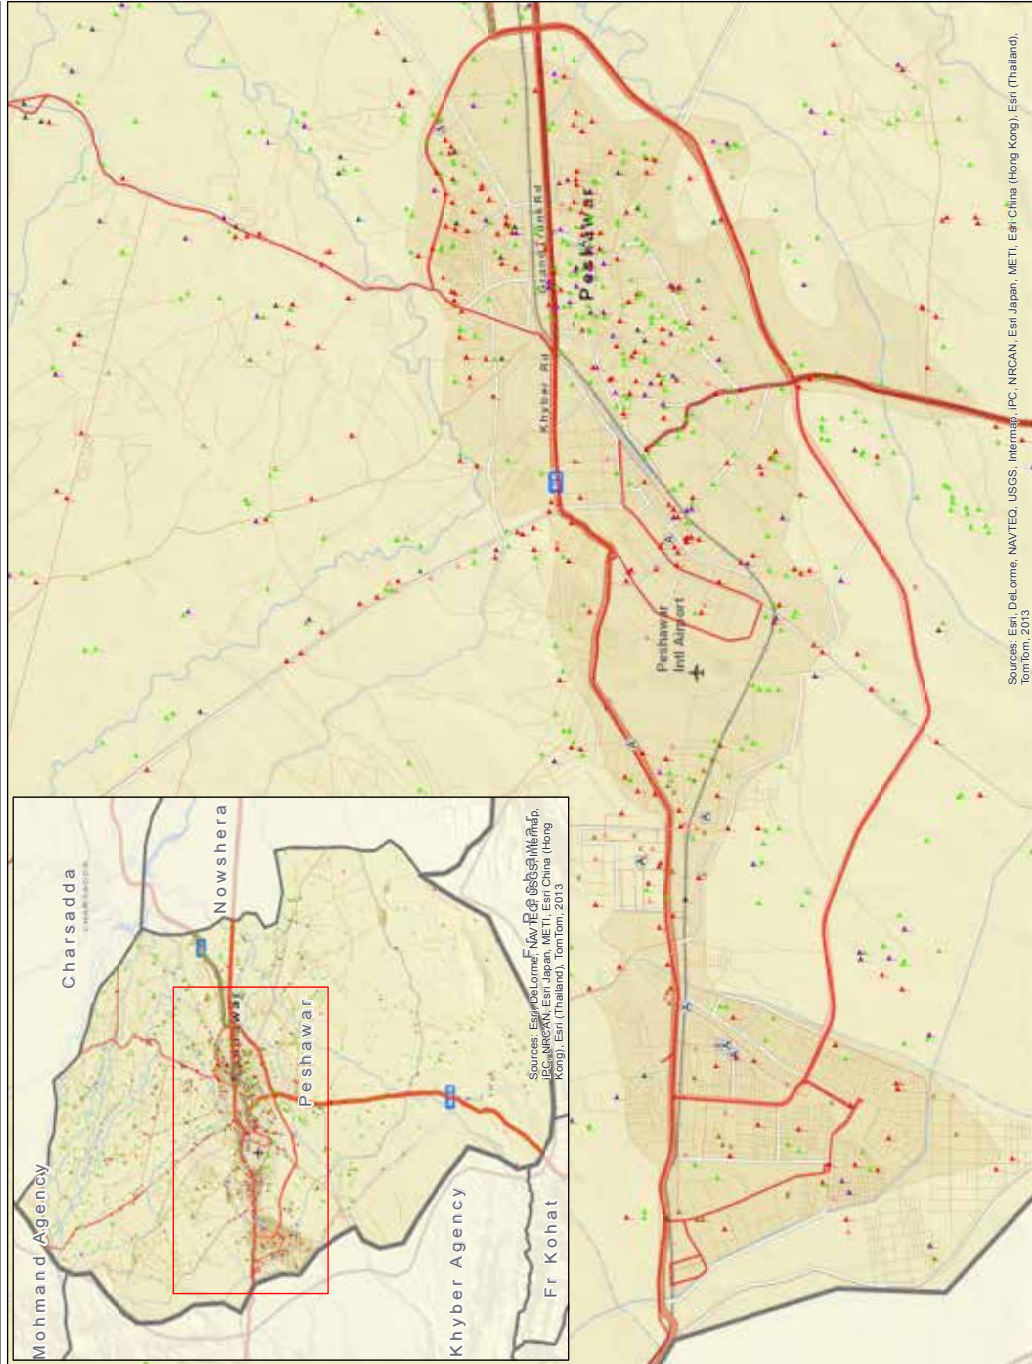 Grand Trunk Rd
Khyber Rd
Peshawar
Peshawar
Intl Airport
Mohmand Agency
Charsadda
CHARSADDA
Nowshera
Peshawar
Peshawar
Khyber Agency
Fr Kohat
Fr Peshawar
Sources: Esri, DeLorme, NAVTEQ, USGS, Intermap,
iPC, NRCAN, Esri Japan, METI, Esri China (Hong
Kong), Esri (Thailand), TomTom, 2013
Sources: Esri, DeLorme, NAVTEQ, USGS, Intermap, iPC, NRCAN, Esri Japan, METI, Esri China (Hong Kong), Esri (Thailand),
TomTom, 2013